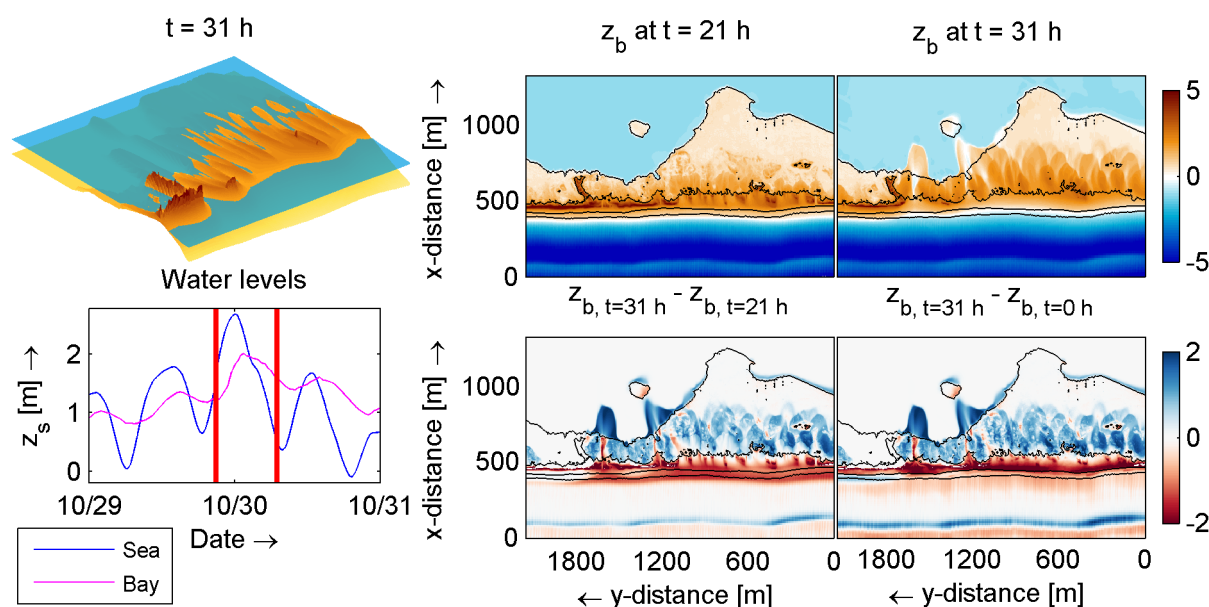 t = 31 h
z_b at t = 21 h
z_b at t = 31 h
x-distance [m] →
1000
500
0
5
0
-5
Water levels
z_s [m] →
2
1
0
10/29
10/30
10/31
Date →
Sea
Bay
z_b, t=31 h - z_b, t=21 h
z_b, t=31 h - z_b, t=0 h
x-distance [m] →
1000
500
0
2
0
-2
1800
1200
600
0
1800
1200
600
0
← y-distance [m]
← y-distance [m]